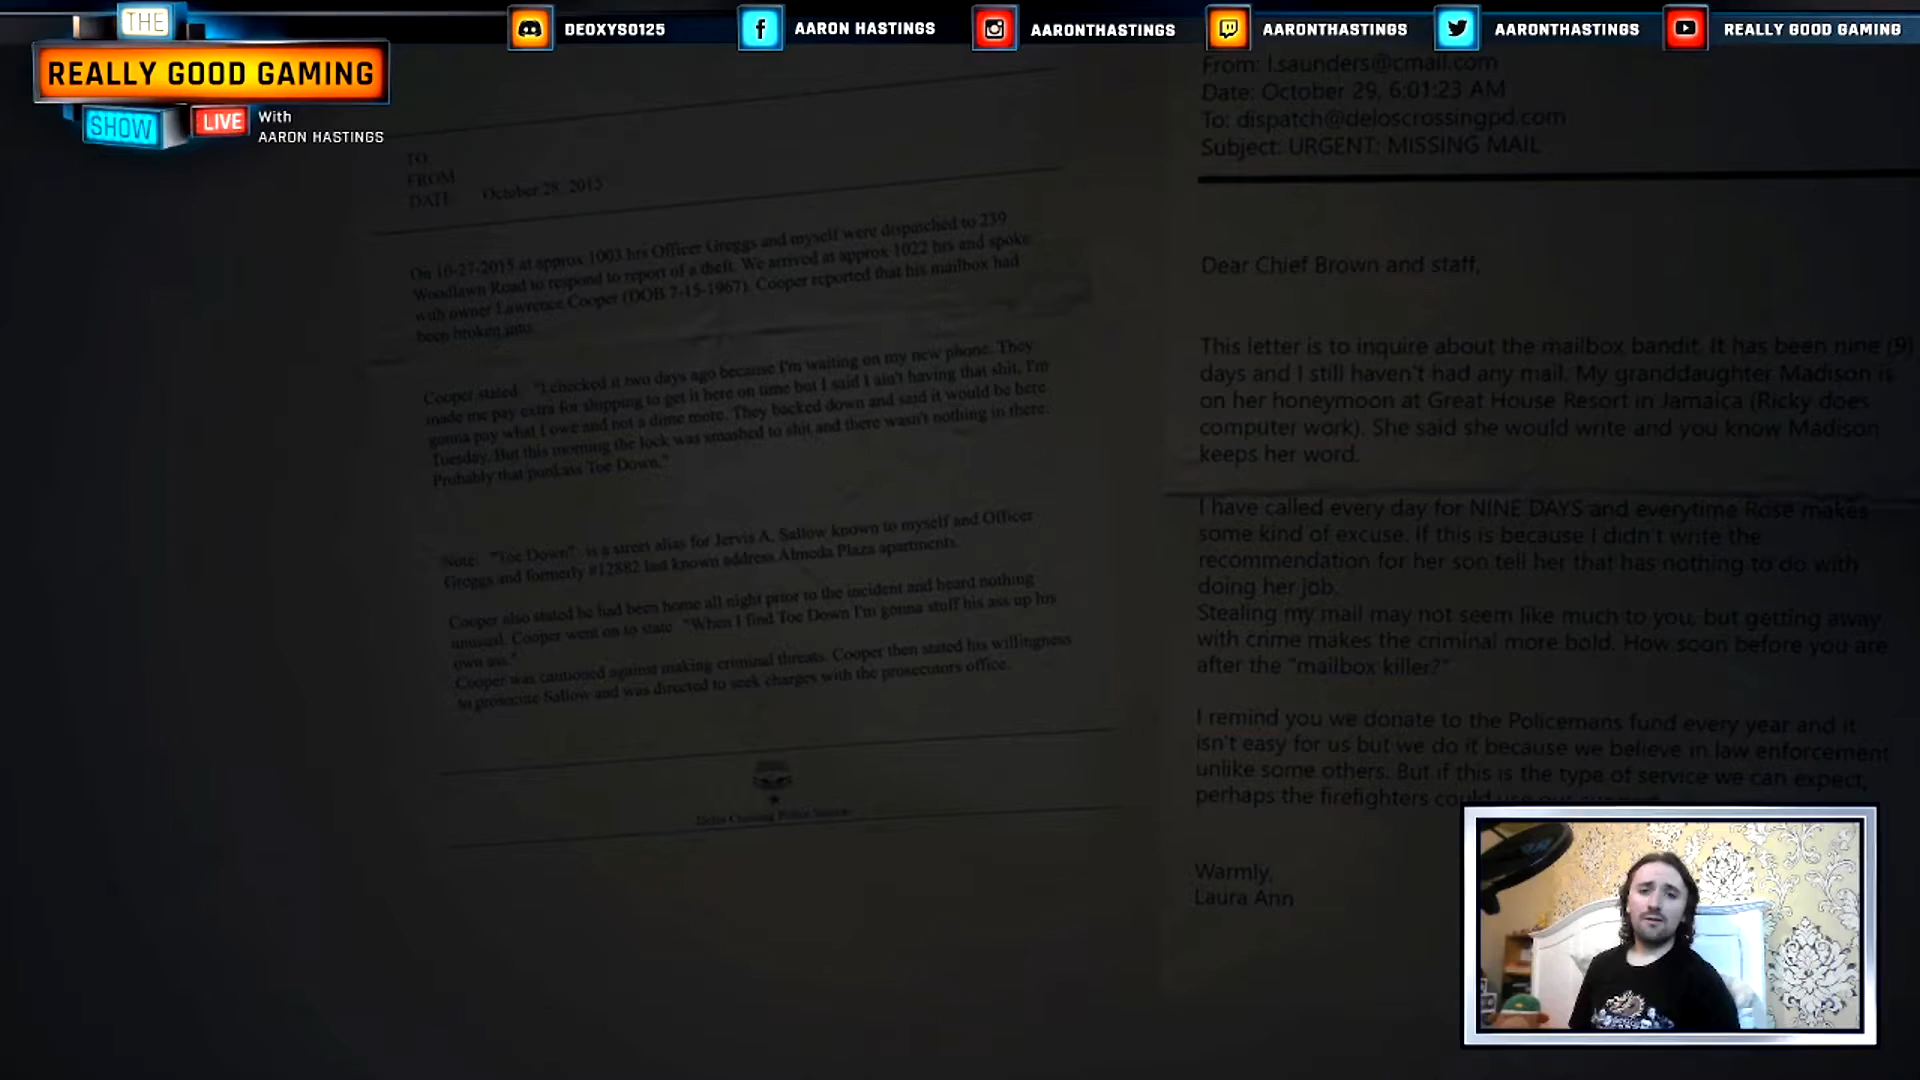 THE
REALLY GOOD GAMING
SHOW
LIVE
With
AARON HASTINGS
DEOXYS0125
AARON HASTINGS
AARONTHASTINGS
AARONTHASTINGS
AARONTHASTINGS
REALLY GOOD GAMING
TO
FROM
DATE October 28, 2015
On 10-27-2015 at approx 1003 hrs Officer Greggs and myself were dispatched to 239
Woodlawn Road to respond to report of a theft. We arrived at approx 1022 hrs and spoke
with owner Lawrence Cooper (DOB 7-15-1967). Cooper reported that his mailbox had
been broken into.
Cooper stated "I checked it two days ago because I'm waiting on my new phone. They
made me pay extra for shipping to get it here on time but I said I ain't having that shit, I'm
gonna pay what I owe and not a dime more. They backed down and said it would be here
Tuesday. But this morning the lock was smashed to shit and there wasn't nothing in there.
Probably that punkass Toe Down."
Note: "Toe Down" is a street alias for Jervis A. Sallow known to myself and Officer
Greggs and formerly #12882 last known address Almeda Plaza apartments.
Cooper also stated he had been home all night prior to the incident and heard nothing
unusual. Cooper went on to state "When I find Toe Down I'm gonna stuff his ass up his
own ass."
Cooper was cautioned against making criminal threats. Cooper then stated his willingness
to prosecute Sallow and was directed to seek charges with the prosecutors office.
From: l.saunders@cmail.com
Date: October 29, 6:01:23 AM
To: dispatch@deloscrossingpd.com
Subject: URGENT: MISSING MAIL
Dear Chief Brown and staff,
This letter is to inquire about the mailbox bandit. It has been nine (9)
days and I still haven't had any mail. My granddaughter Madison is
on her honeymoon at Great House Resort in Jamaica (Ricky does
computer work). She said she would write and you know Madison
keeps her word.
I have called every day for NINE DAYS and everytime Rose makes
some kind of excuse. If this is because I didn't write the
recommendation for her son tell her that has nothing to do with
doing her job.
Stealing my mail may not seem like much to you, but getting away
with crime makes the criminal more bold. How soon before you are
after the "mailbox killer?"
I remind you we donate to the Policemans fund every year and it
isn't easy for us but we do it because we believe in law enforcement
unlike some others. But if this is the type of service we can expect,
perhaps the firefighters could use our
Warmly,
Laura Ann